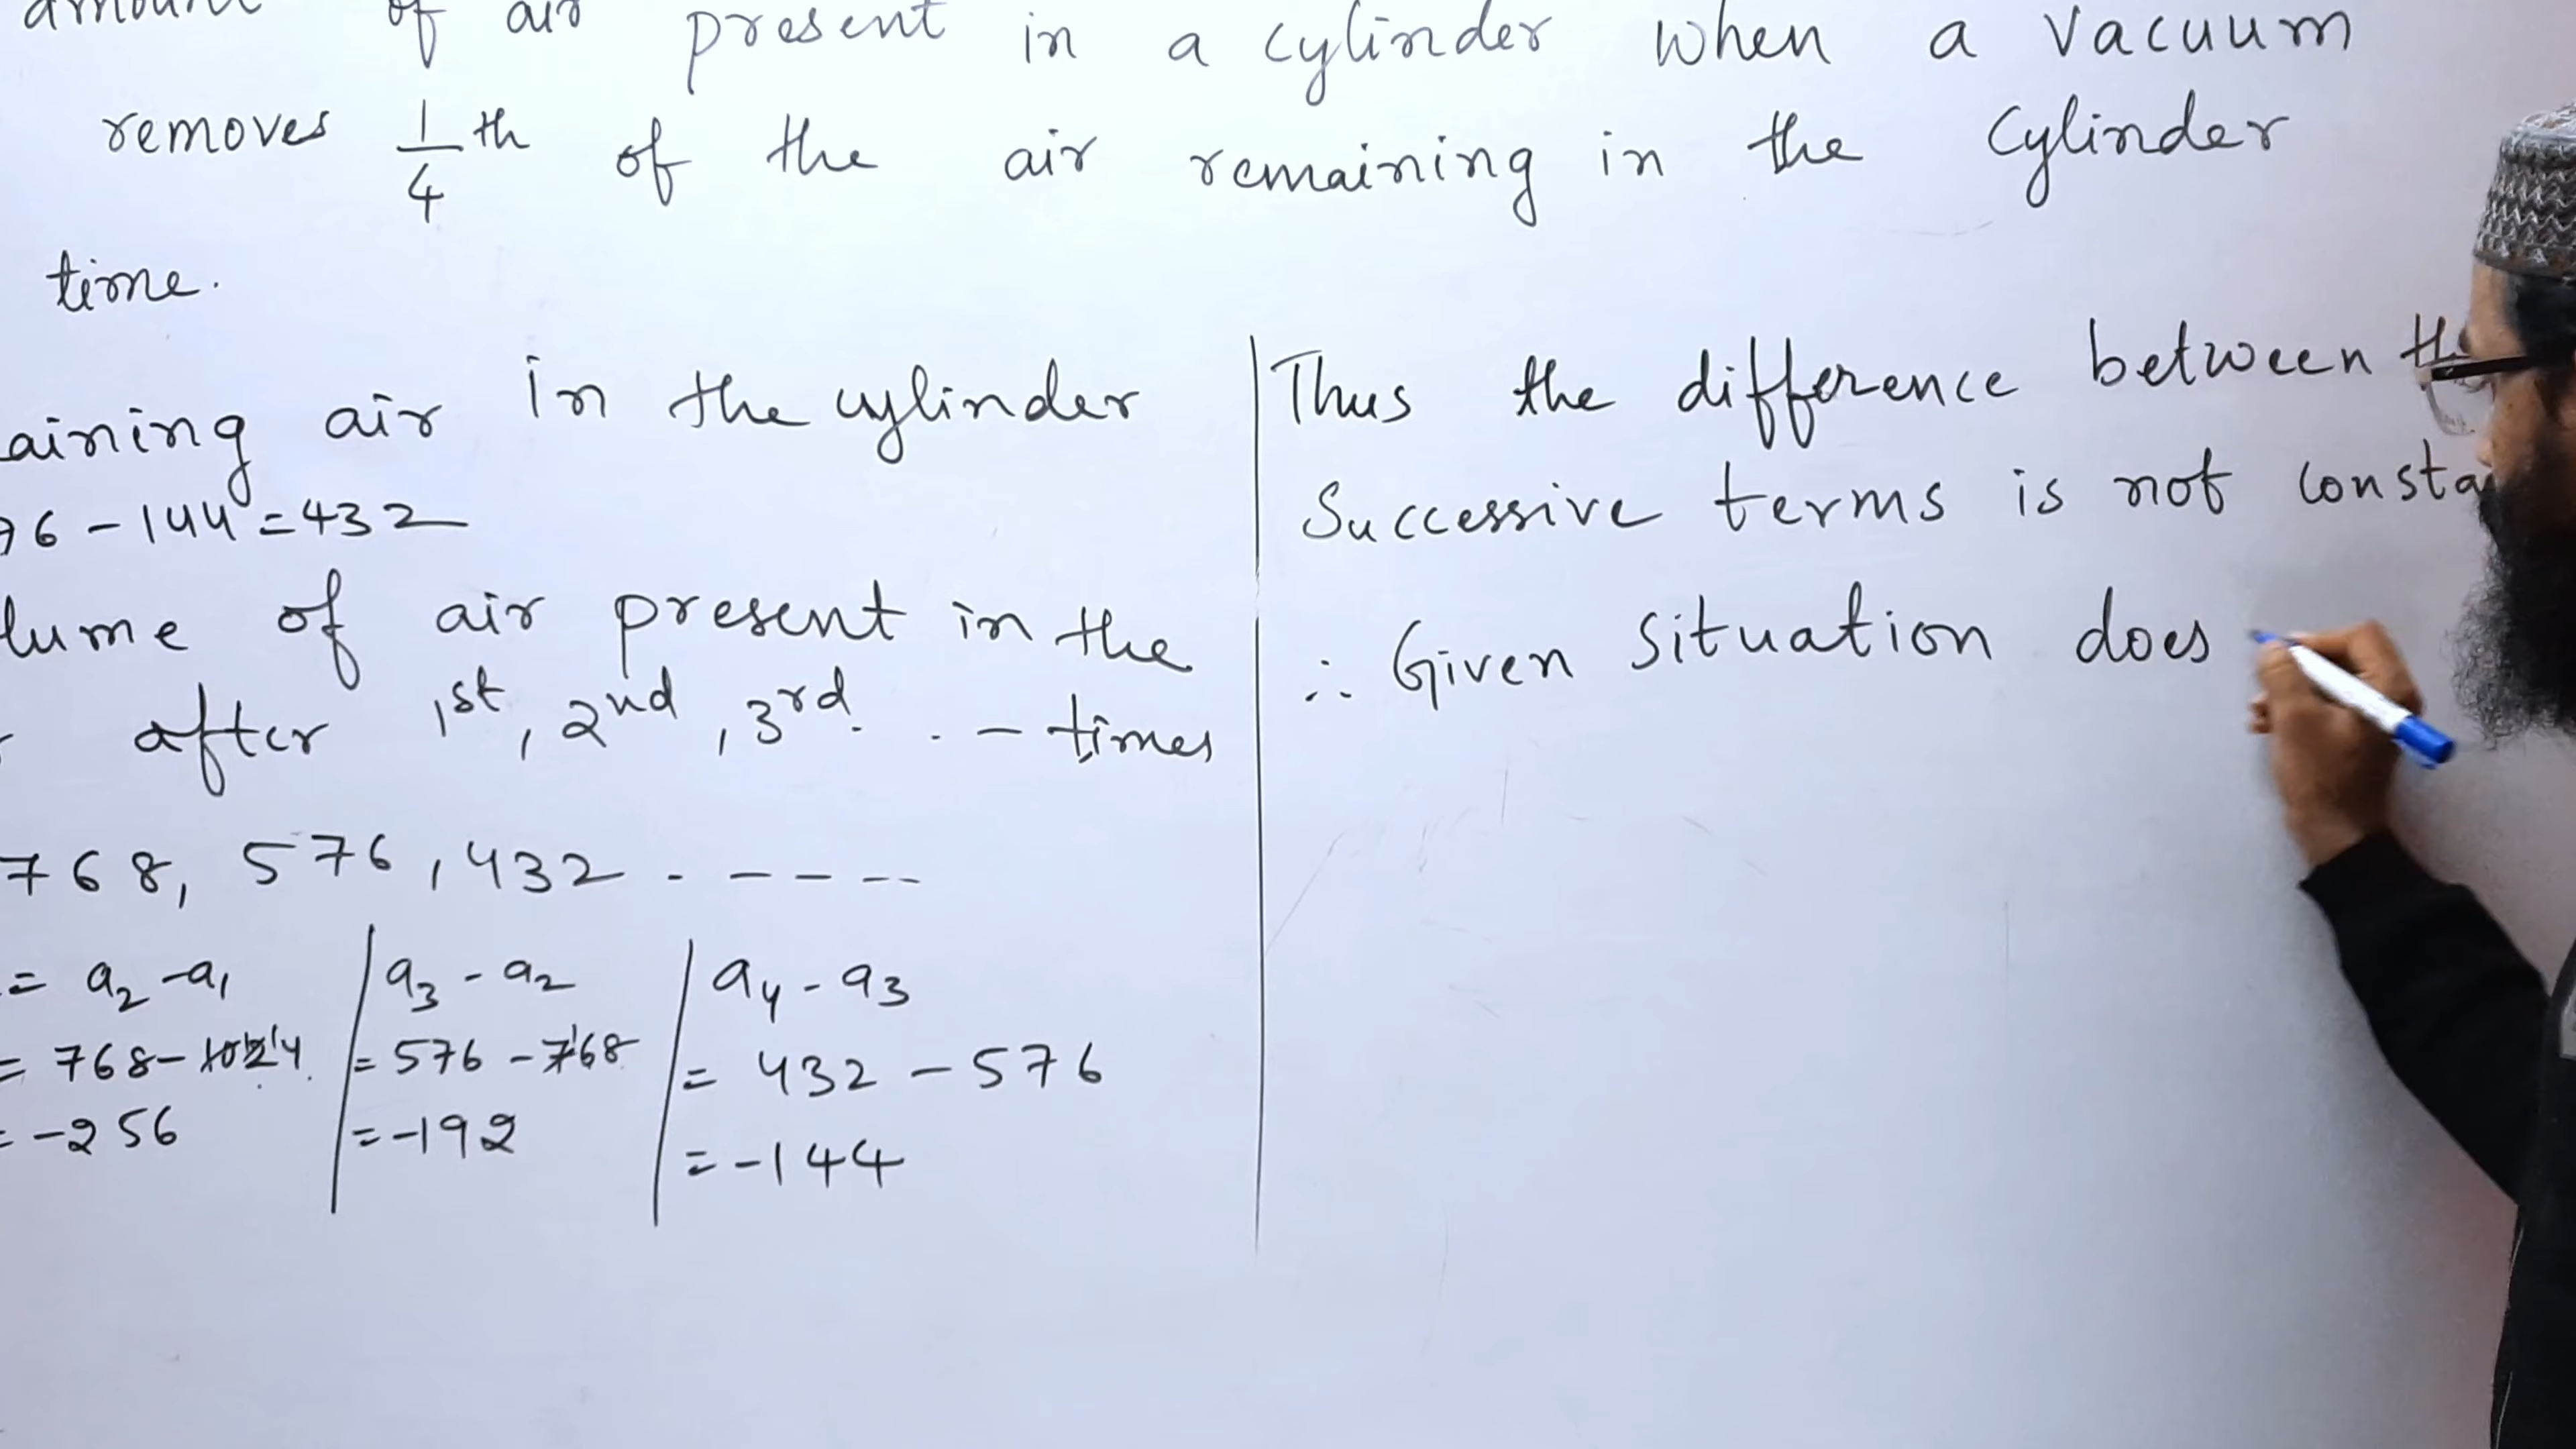 amount of air present in a cylinder when a vacuum
removes 1/4 th of the air remaining in the cylinder
time.
aining air in the cylinder
76 - 144 = 432
lume of air present in the
after 1st, 2nd, 3rd. . - times
768, 576, 432 . - - - --
= a2 - a1 | a3 - a2 | a4 - a3
= 768 - 1024 | = 576 - 768 | = 432 - 576
= -256 | = -192 | = -144
Thus the difference between th
Successive terms is not consta
∴ Given situation does